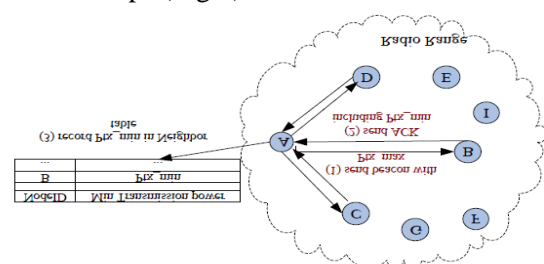 F
G
C
NodeID Min Transmission power
B Ptx_min
... ...
(1) send beacon with
Ptx_max
B
(3) record Ptx_min in Neighbor
table
A
(2) send ACK
including Ptx_min
I
D
E
Radio Range